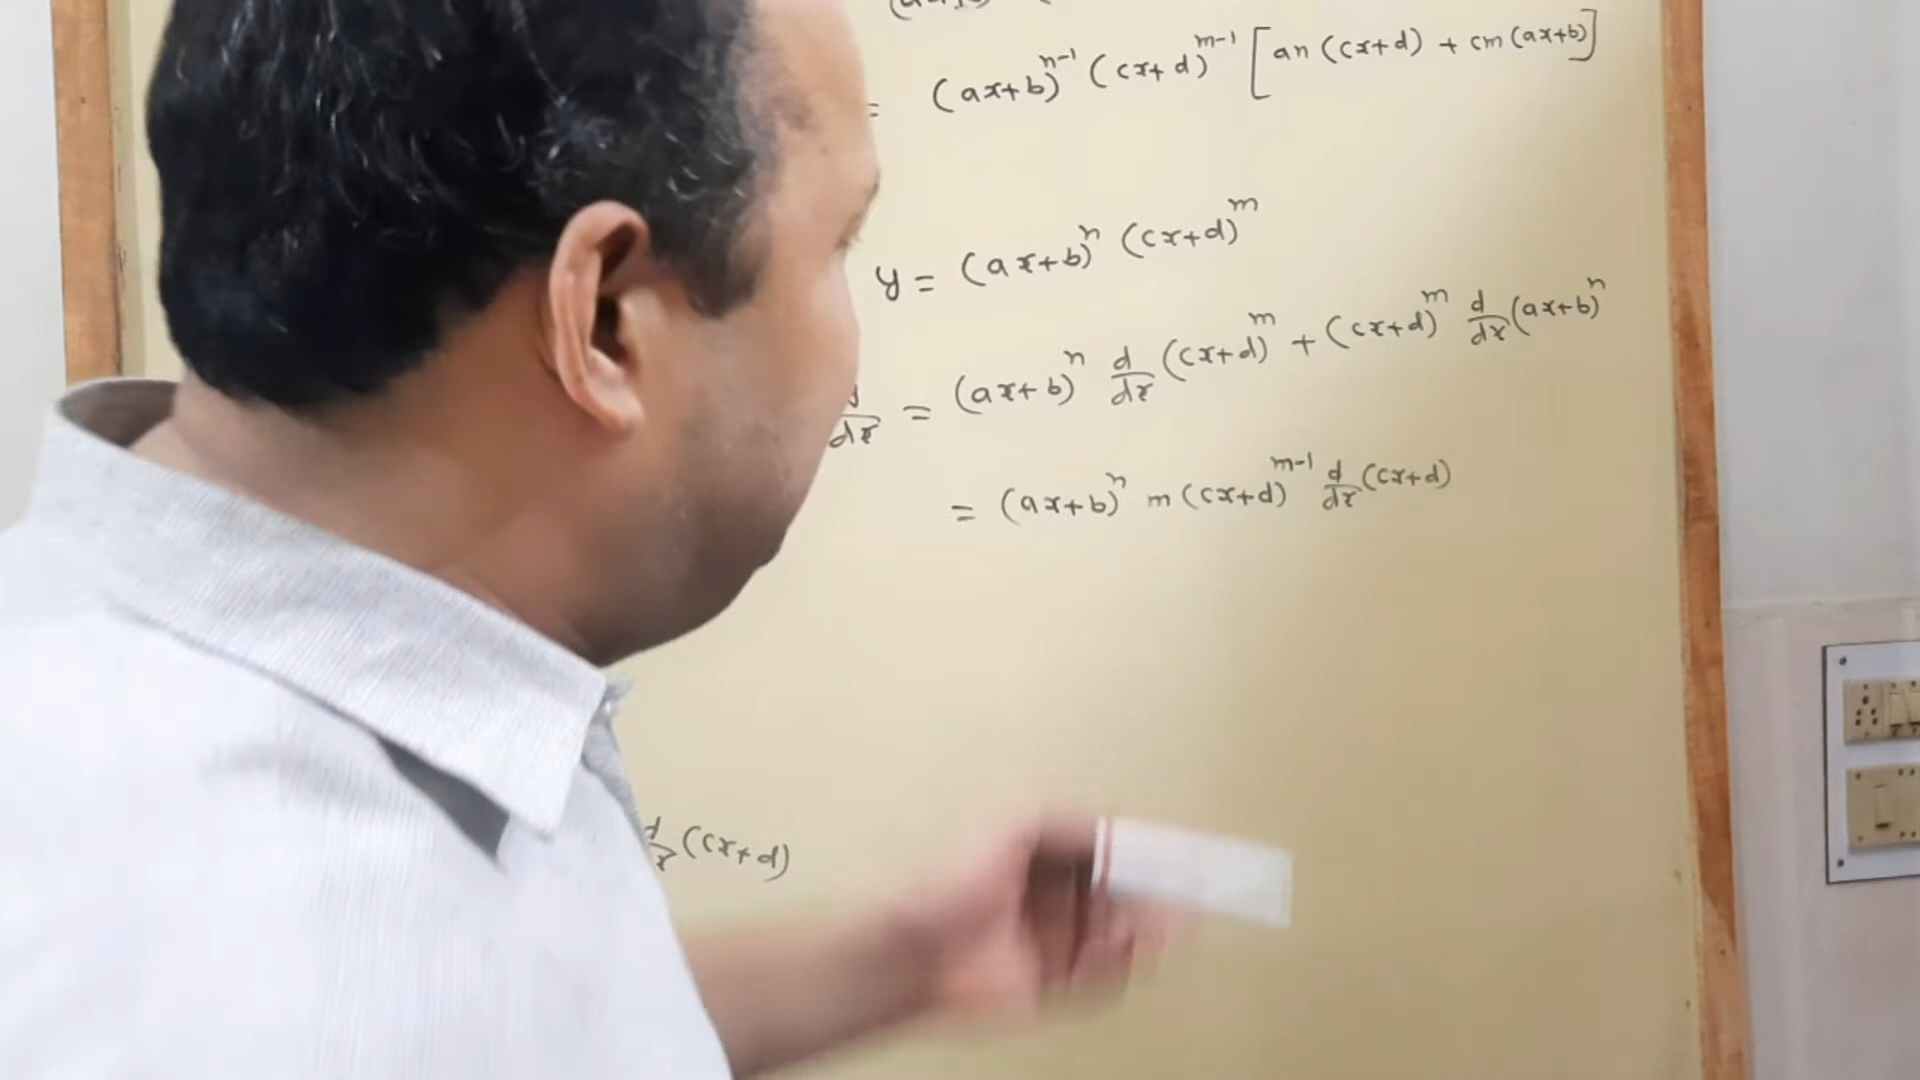 = (ax+b)^{n-1} (cx+d)^{m-1} [an (cx+d) + cm (ax+b)]
y = (ax+b)^n (cx+d)^m
dx = (ax+b)^n d/dx (cx+d)^m + (cx+d)^m d/dx (ax+b)^n
= (ax+b)^n m (cx+d)^{m-1} d/dx (cx+d)
d/x (cx+d)